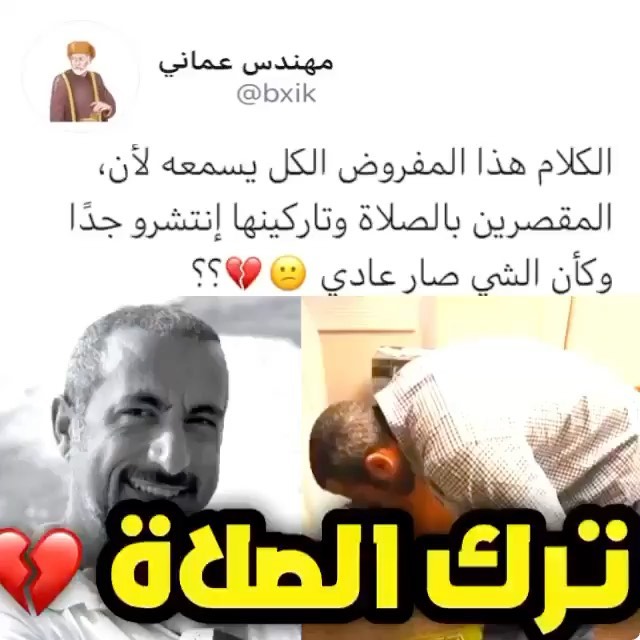 مهندس عماني
@bxik
الكلام هذا المفروض الكل يسمعه لأن،
المقصرين بالصلاة وتاركينها إنتشرو جدًا
وكأن الشي صار عادي 😕💔؟؟
ترك الصلاة 💔